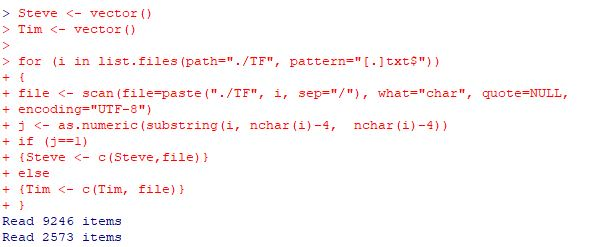 > Steve <- vector()
> Tim <- vector()
>
> for (i in list.files(path="./TF", pattern="[.]txt$"))
+ {
+ file <- scan(file=paste("./TF", i, sep="/"), what="char", quote=NULL,
+ encoding="UTF-8")
+ j <- as.numeric(substring(i, nchar(i)-4,  nchar(i)-4))
+ if (j==1)
+ {Steve <- c(Steve,file)}
+ else
+ {Tim <- c(Tim, file)}
+ }
Read 9246 items
Read 2573 items